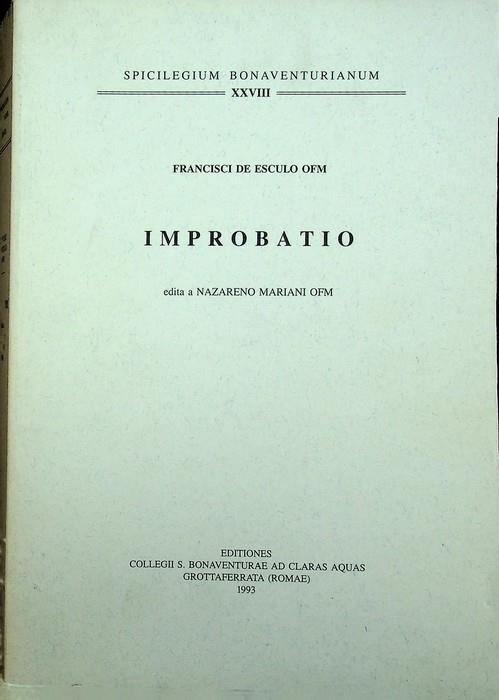 SPICILEGIUM BONAVENTURIANUM
XXVIII
FRANCISCI DE ESCULO OFM
IMPROBATIO
edita a NAZARENO MARIANI OFM
EDITIONES
COLLEGII S. BONAVENTURAE AD CLARAS AQUAS
GROTTAFERRATA (ROMAE)
1993